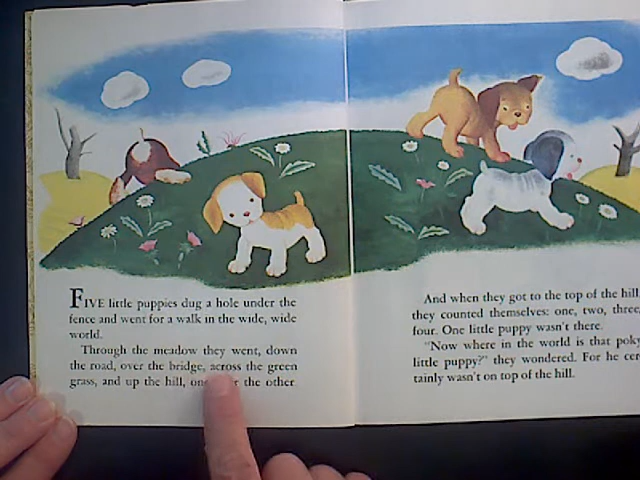 FIVE little puppies dug a hole under the
fence and went for a walk in the wide, wide
world.
Through the meadow they went, down
the road, over the bridge, across the green
grass, and up the hill, one the other
And when they got to the top of the hill
they counted themselves: one, two, three,
four. One little puppy wasn't there.
"Now where in the world is that poky
little puppy?" they wondered. For he cer
tainly wasn't on top of the hill.